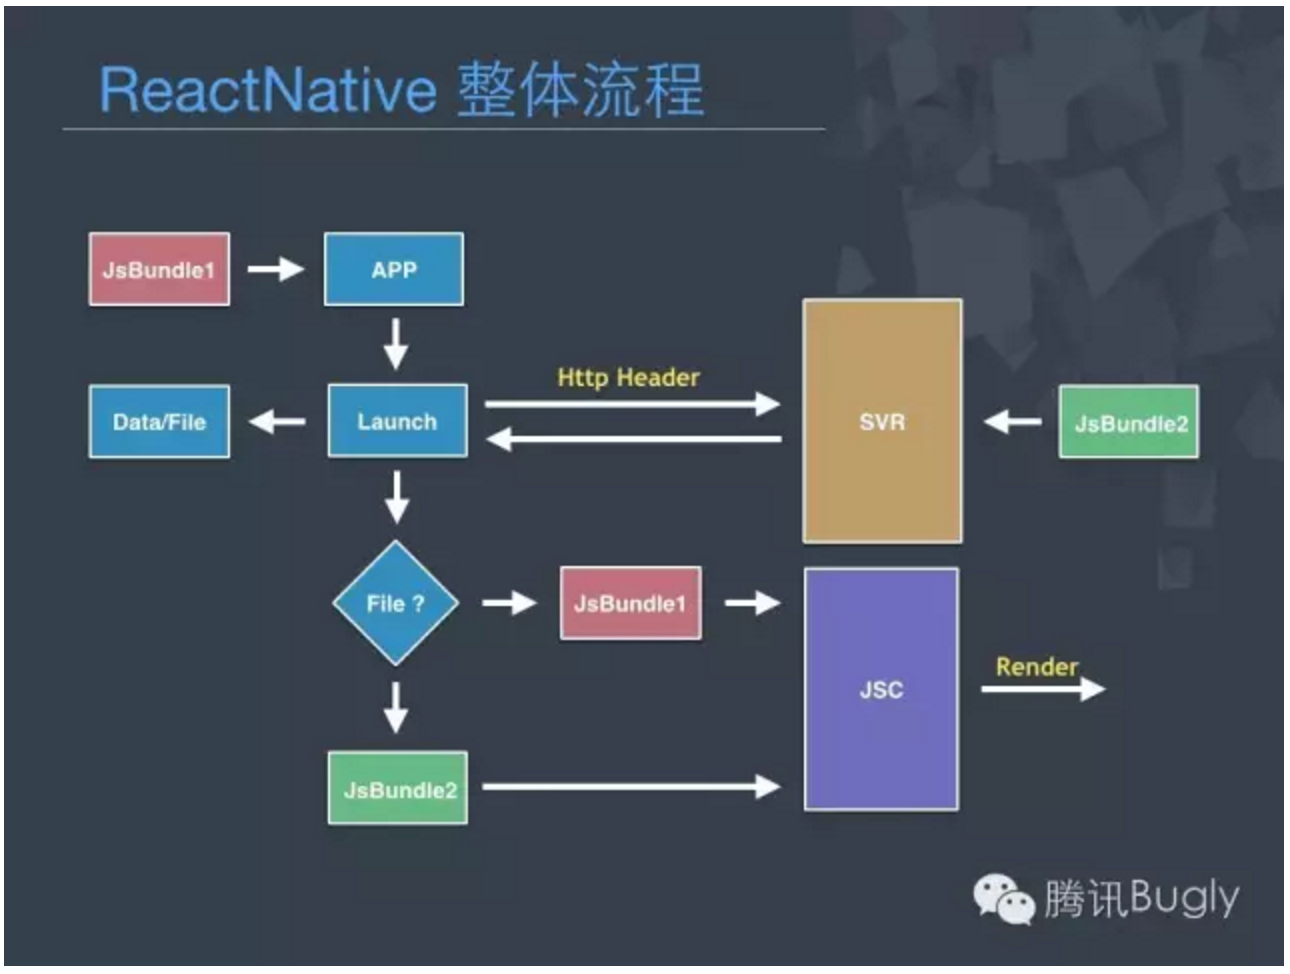 ReactNative 整体流程
JsBundle1
APP
Http Header
Data/File
Launch
SVR
JsBundle2
File ?
JsBundle1
JSC
Render
JsBundle2
腾讯Bugly